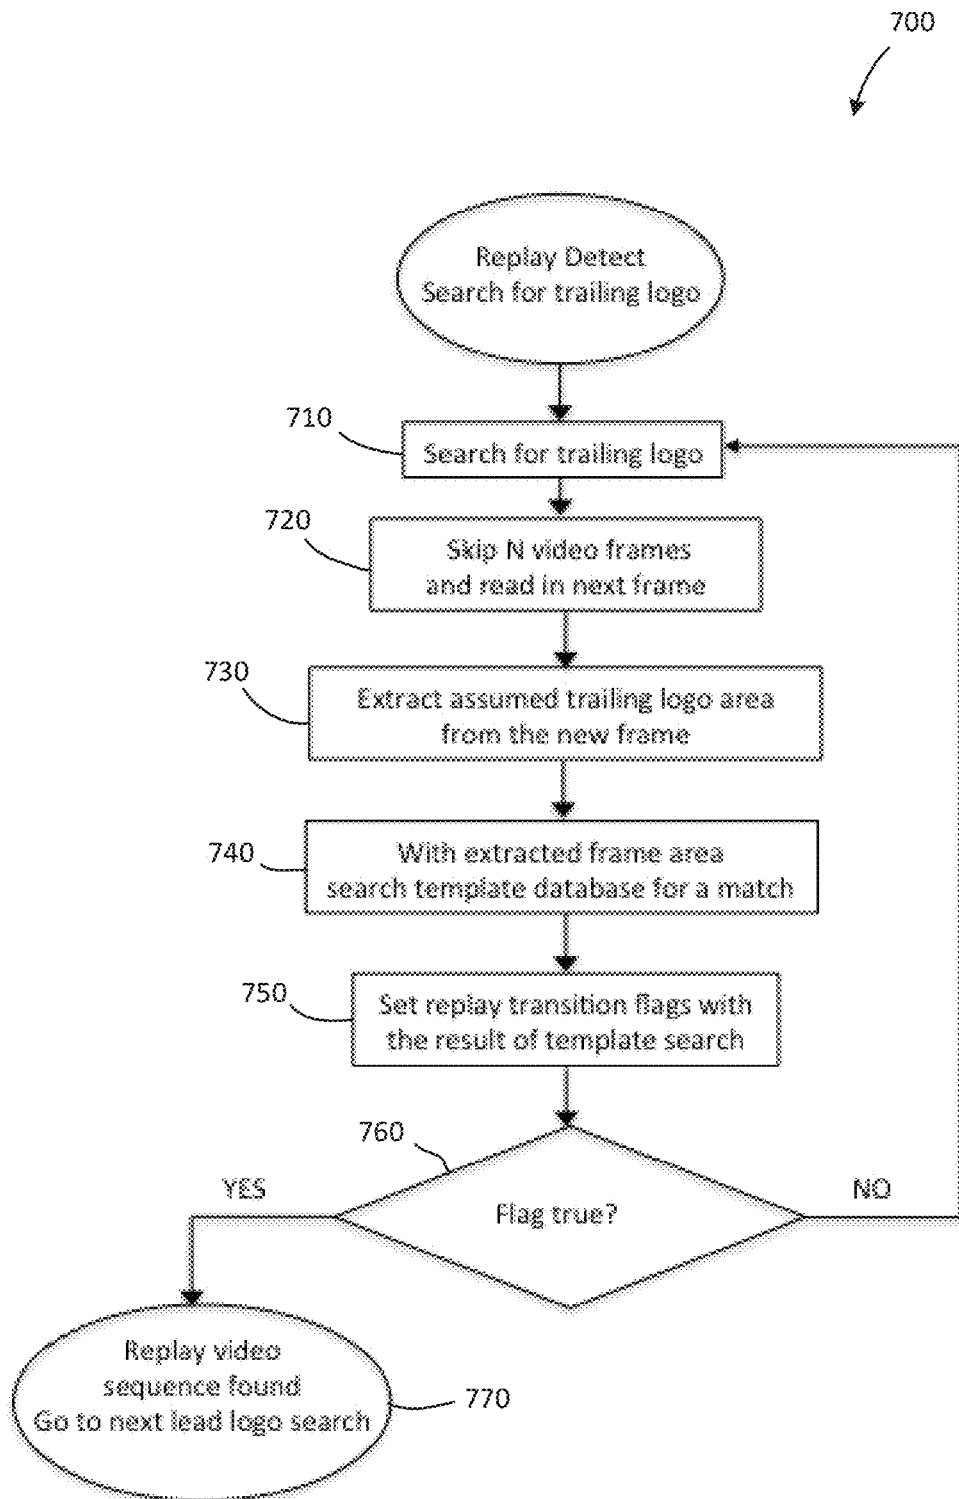 700
Replay Detect
Search for trailing logo
710
Search for trailing logo
720
Skip N video frames
and read in next frame
730
Extract assumed trailing logo area
from the new frame
740
With extracted frame area
search template database for a match
750
Set replay transition flags with
the result of template search
760
YES
Flag true?
NO
Replay video
sequence found
Go to next lead logo search
770